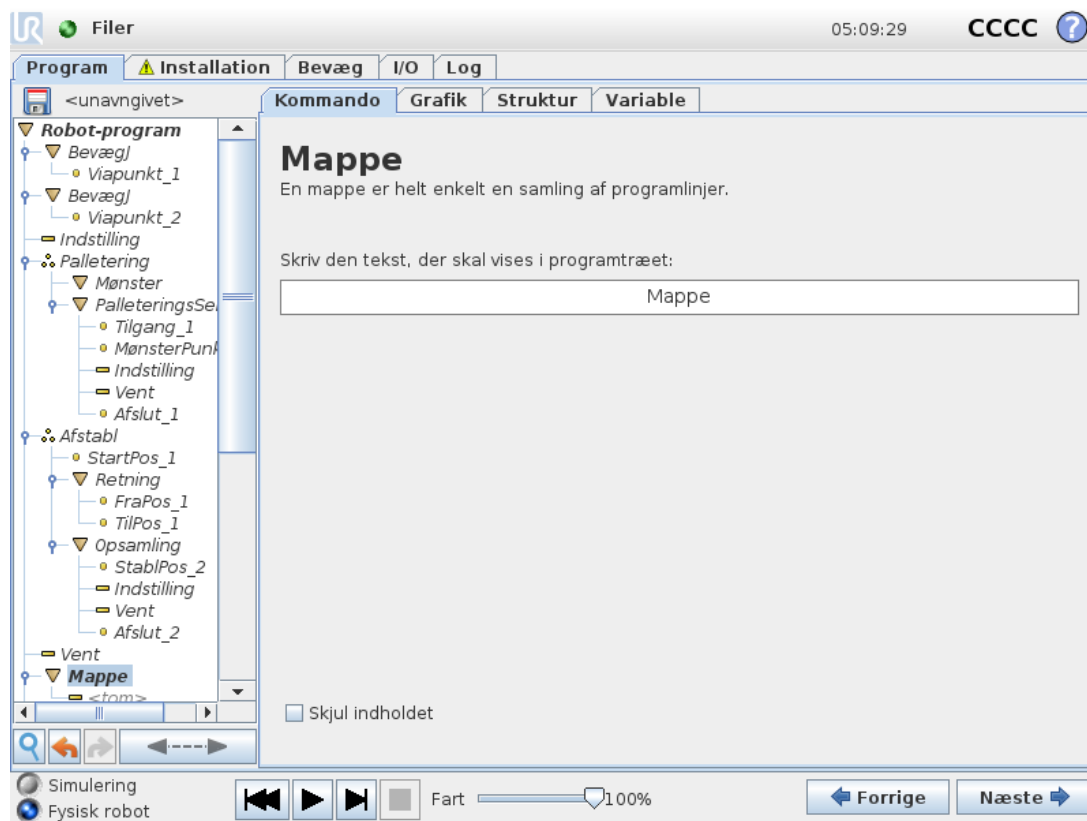 UR Filer 05:09:29 CCCC ?
Program Installation Bevæg I/O Log
<unavngivet> Kommando Grafik Struktur Variable
Robot-program
BevægJ
Viapunkt_1
BevægJ
Viapunkt_2
Indstilling
Palletering
Mønster
PalleteringsSe
Tilgang_1
MønsterPunk
Indstilling
Vent
Afslut_1
Afstabl
StartPos_1
Retning
FraPos_1
TilPos_1
Opsamling
StablPos_2
Indstilling
Vent
Afslut_2
Vent
Mappe
<tom>
Mappe
En mappe er helt enkelt en samling af programlinjer.
Skriv den tekst, der skal vises i programtræet:
Mappe
Skjul indholdet
Simulering
Fysisk robot
Fart 100%
Forrige Næste